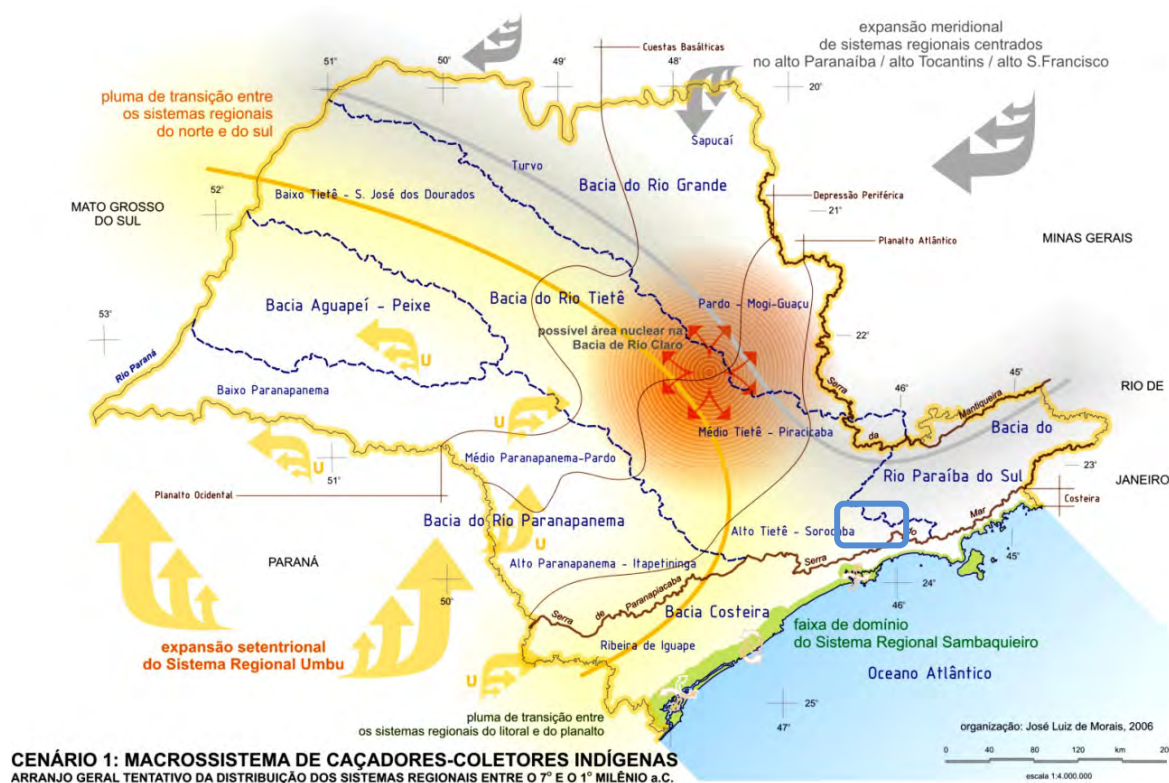 expansão meridional
de sistemas regionais centrados
no alto Paranaíba / alto Tocantins / alto S.Francisco
Cuestas Basálticas
51°
50°
49°
48°
20°
pluma de transição entre
os sistemas regionais
do norte e do sul
Sapucaí
Turvo
Bacia do Rio Grande
Baixo Tietê - S. José dos Dourados
Depressão Periférica
52°
21°
MATO GROSSO
DO SUL
Planalto Atlântico
MINAS GERAIS
Bacia do Rio Tietê
Bacia Aguapeí - Peixe
Pardo - Mogi-Guaçu
possível área nuclear na
Bacia de Rio Claro
53°
22°
Rio Paraná
U
Baixo Paranapanema
Serra
da
Mantiqueira
46°
45°
RIO DE
JANEIRO
U
Médio Tietê - Piracicaba
Bacia do
Rio Paraíba do Sul
Médio Paranapanema-Pardo
U
51°
23°
Planalto Ocidental
Costeira
Bacia do Rio Paranapanema
U
Alto Tietê - Sorocaba
Serra
do
Mar
45°
PARANÁ
Alto Paranapanema - Itapetininga
50°
24°
46°
Serra
de
Paranapiacaba
Bacia Costeira
faixa de domínio
do Sistema Regional Sambaquieiro
expansão setentrional
do Sistema Regional Umbu
Ribeira de Iguape
Oceano Atlântico
U
25°
47°
pluma de transição entre
os sistemas regionais do litoral e do planalto
organização: José Luiz de Morais, 2006
CENÁRIO 1: MACROSSISTEMA DE CAÇADORES-COLETORES INDÍGENAS
ARRANJO GERAL TENTATIVO DA DISTRIBUIÇÃO DOS SISTEMAS REGIONAIS ENTRE O 7° E O 1° MILÊNIO a.C.
0 40 80 120 160 km 20
escala 1:4.000.000